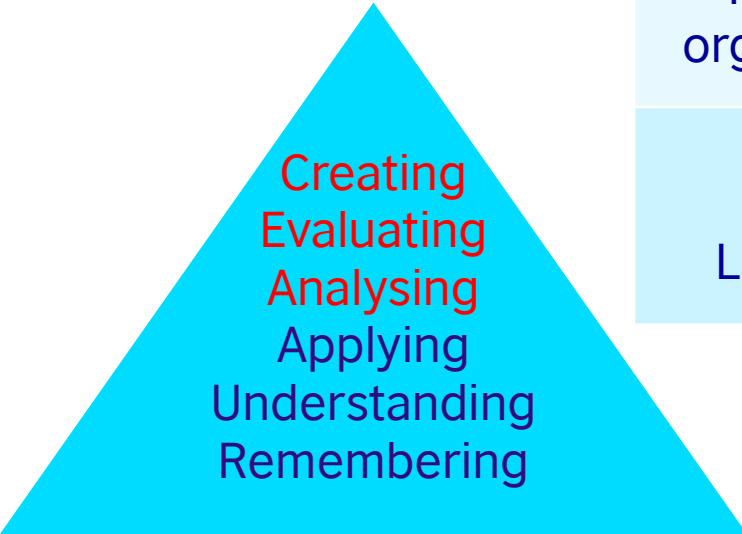 Creating
Evaluating
Analysing
Applying
Understanding
Remembering